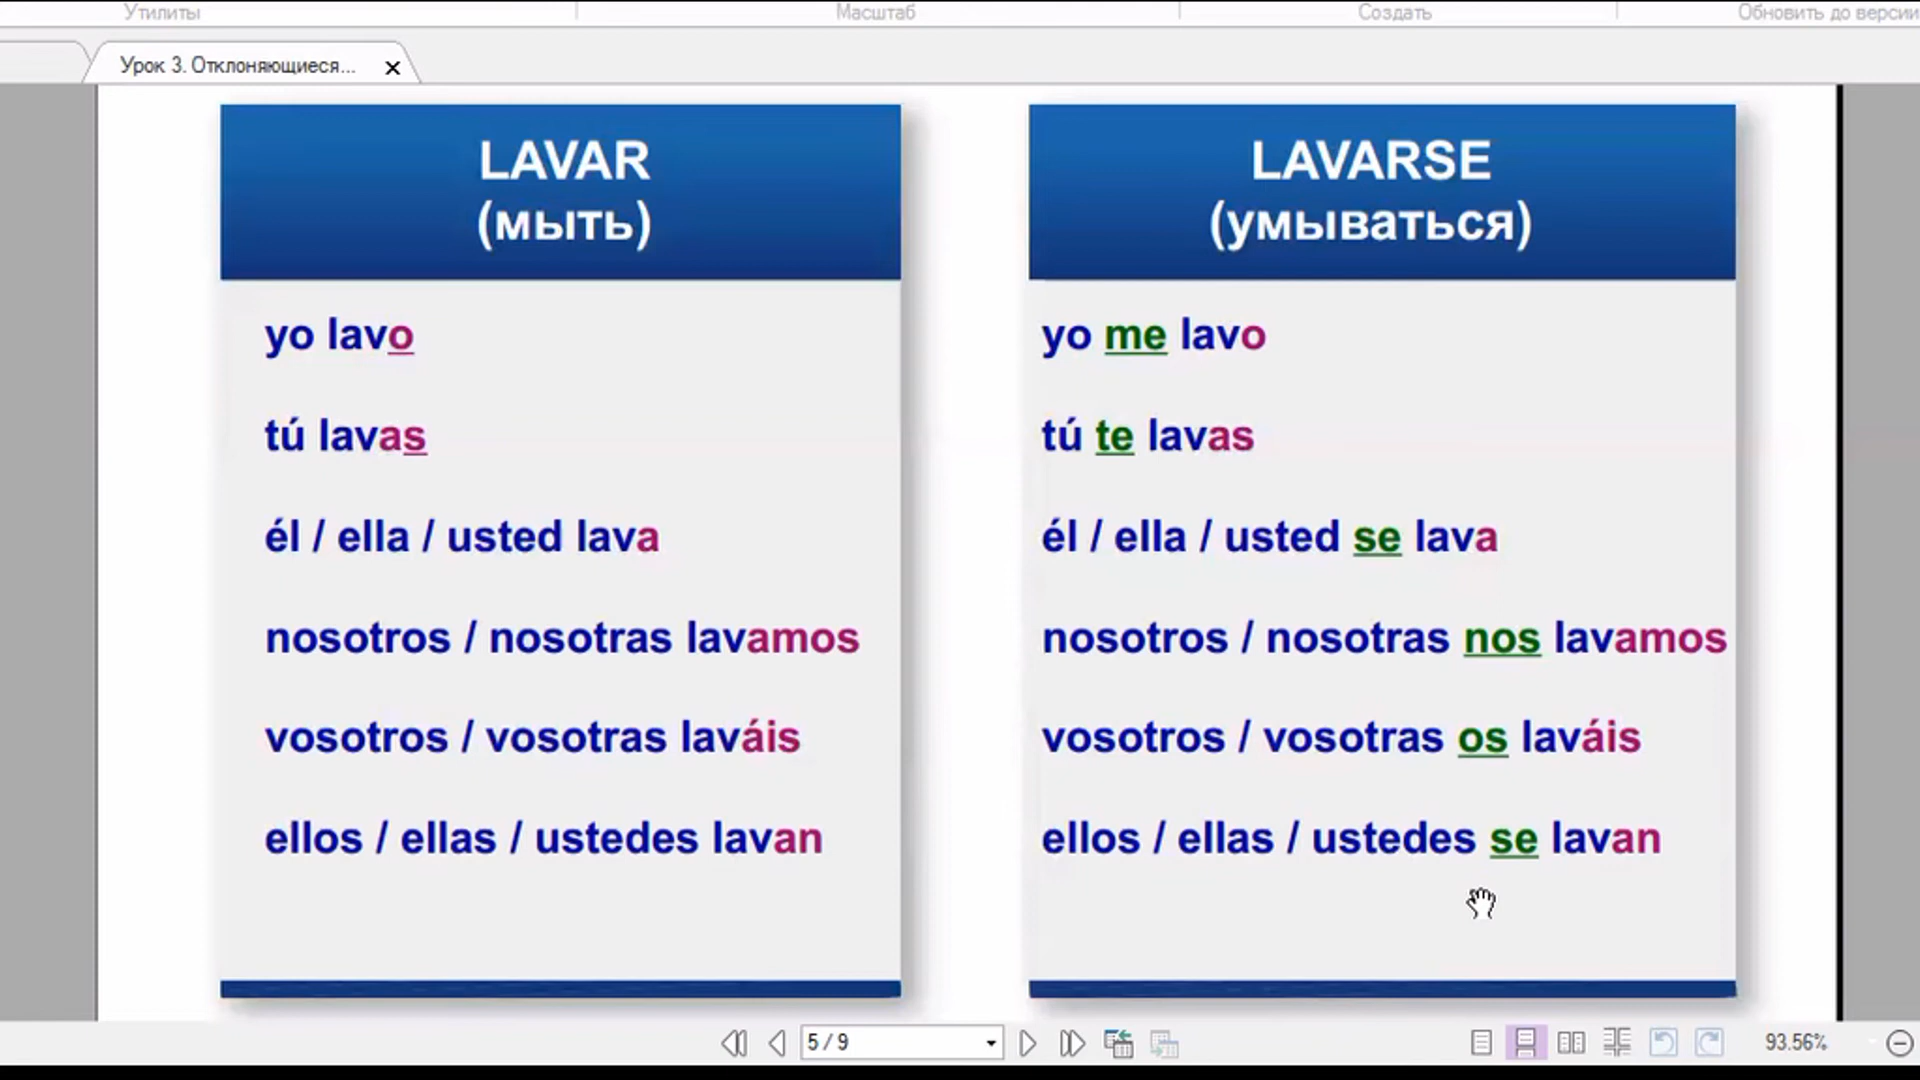 Утилиты Масштаб Создать Обновить до версии
Урок 3. Отклоняющиеся...
LAVAR
(мыть)
yo lavo
tú lavas
él / ella / usted lava
nosotros / nosotras lavamos
vosotros / vosotras laváis
ellos / ellas / ustedes lavan
LAVARSE
(умываться)
yo me lavo
tú te lavas
él / ella / usted se lava
nosotros / nosotras nos lavamos
vosotros / vosotras os laváis
ellos / ellas / ustedes se lavan
5 / 9
93.56%